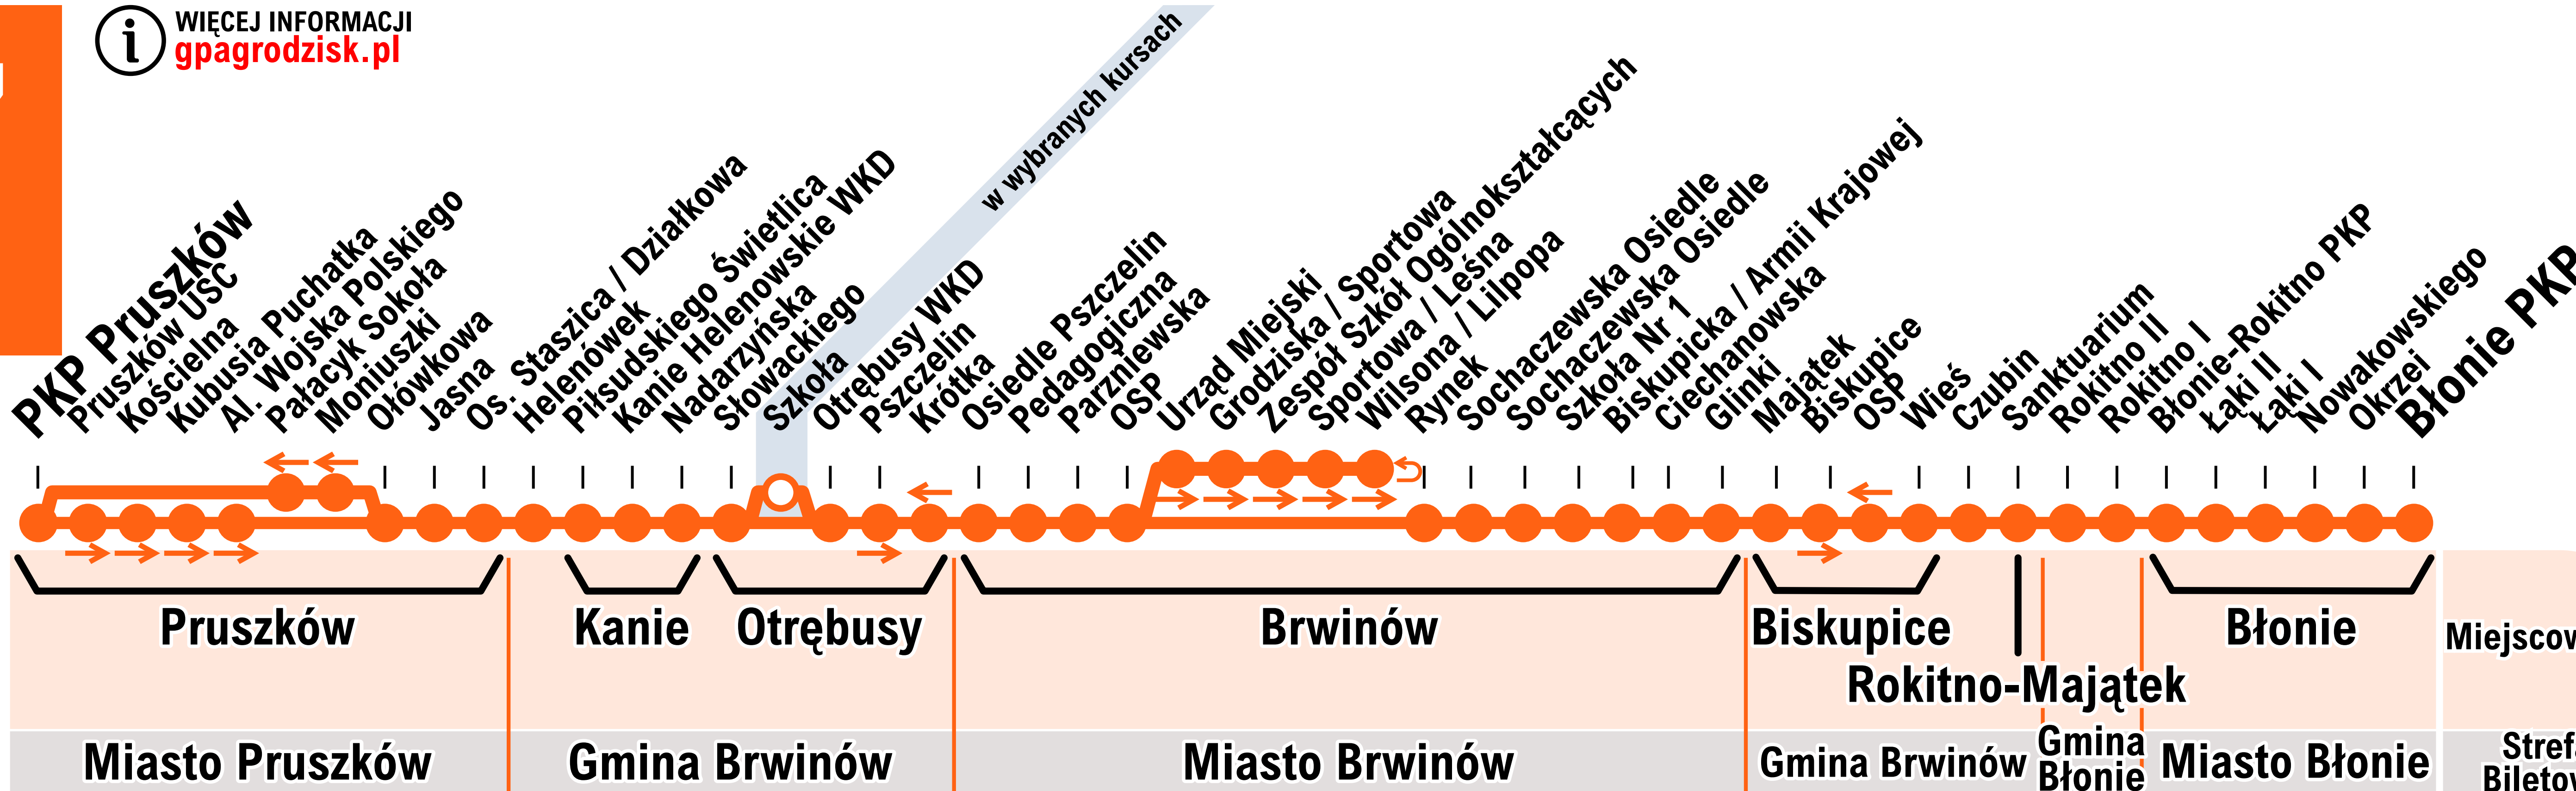 WIĘCEJ INFORMACJI
gpagrodzisk.pl
w wybranych kursach
PKP Pruszków
Pruszków USC
Kościelna
Kubusia Puchatka
Al. Wojska Polskiego
Pałacyk Sokoła
Moniuszki
Ołówkowa
Jasna
Os. Staszica / Działkowa
Helenówek
Piłsudskiego Świetlica
Kanie Helenowskie WKD
Nadarzyńska
Słowackiego
Szkoła
Otrębusy WKD
Pszczelin
Krótka
Osiedle Pszczelin
Pedagogiczna
Parzniewska
OSP
Urząd Miejski
Grodziska / Sportowa
Zespół Szkół Ogólnokształcących
Sportowa / Leśna
Wilsona / Lilpopa
Rynek
Sochaczewska Osiedle
Sochaczewska Osiedle
Szkoła Nr 1
Biskupicka / Armii Krajowej
Ciechanowska
Glinki
Majątek
Biskupice
OSP
Wieś
Czubin
Sanktuarium
Rokitno II
Rokitno I
Błonie-Rokitno PKP
Łąki II
Łąki I
Nowakowskiego
Okrzei
Błonie PKP
Pruszków
Kanie
Otrębusy
Brwinów
Biskupice
Rokitno-Majątek
Błonie
Miejscow
Miasto Pruszków
Gmina Brwinów
Miasto Brwinów
Gmina Brwinów
Gmina
Błonie
Miasto Błonie
Stref
Biletow